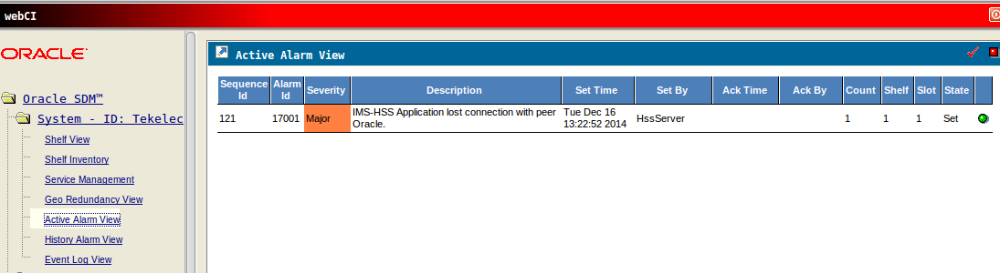 webCI
ORACLE
Oracle SDM™
System - ID: Tekelec
Shelf View
Shelf Inventory
Service Management
Geo Redundancy View
Active Alarm View
History Alarm View
Event Log View
Active Alarm View
Sequence Id Alarm Id Severity Description Set Time Set By Ack Time Ack By Count Shelf Slot State
121 17001 Major IMS-HSS Application lost connection with peer Tue Dec 16 HssServer 1 1 1 Set
Oracle. 13:22:52 2014